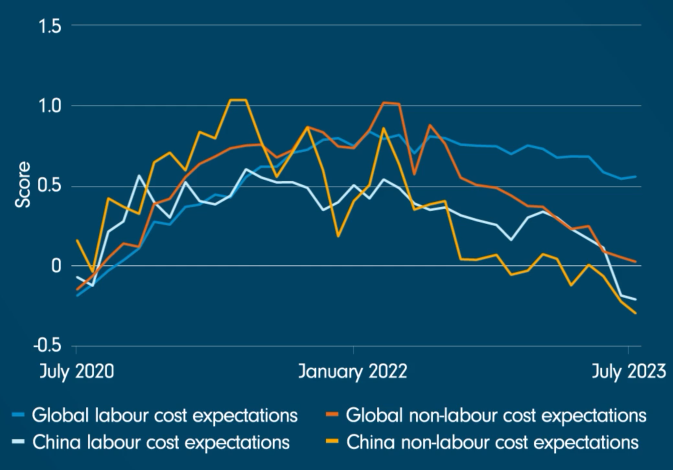 1.5
1.0
0.5
0
-0.5
Score
July 2020 January 2022 July 2023
Global labour cost expectations Global non-labour cost expectations
China labour cost expectations China non-labour cost expectations